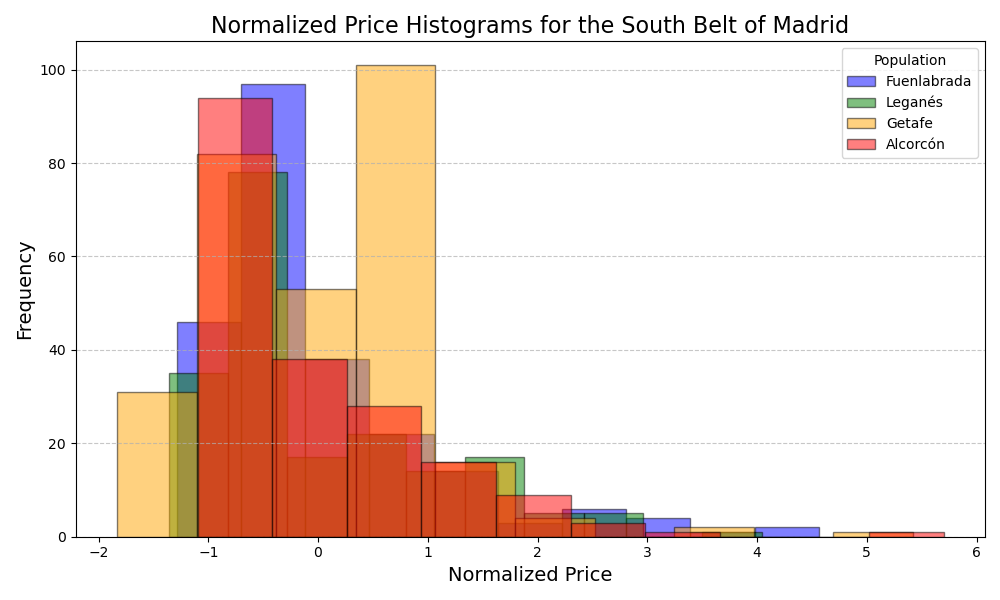 Normalized Price Histograms for the South Belt of Madrid
Population
Fuenlabrada
Leganés
Getafe
Alcorcón
Frequency
100
80
60
40
20
0
−2 −1 0 1 2 3 4 5 6
Normalized Price